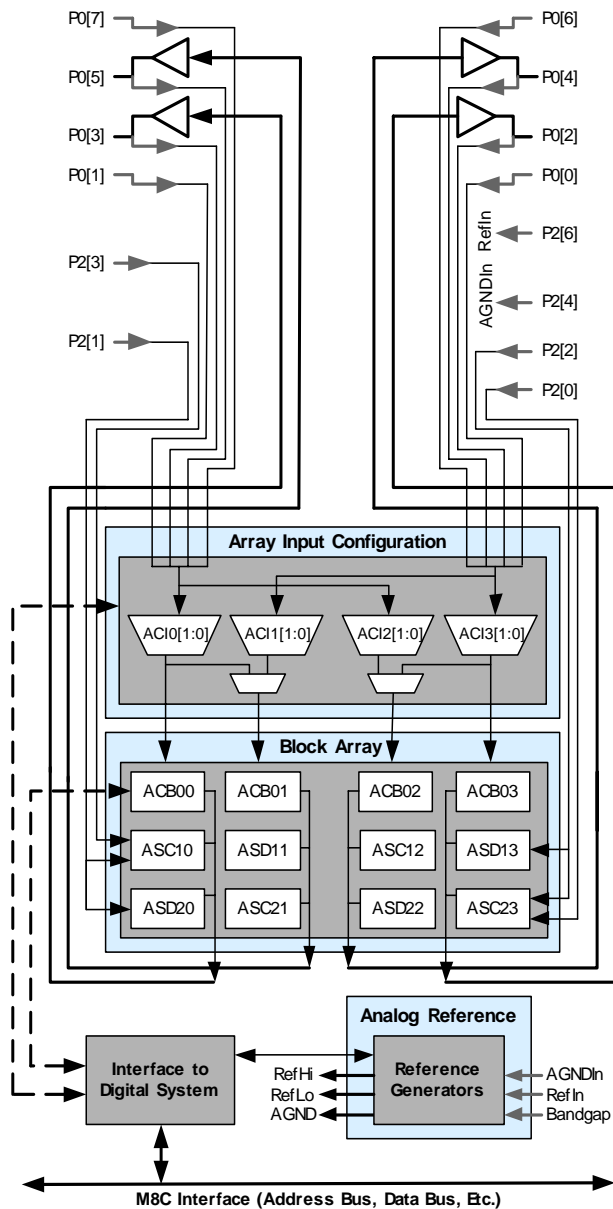 P0[7] P0[6]
P0[5] P0[4]
P0[3] P0[2]
P0[1] P0[0]
RefIn P2[6]
P2[3]
AGNDIn P2[4]
P2[1] P2[2]
P2[0]
Array Input Configuration
ACI0[1:0] ACI1[1:0] ACI2[1:0] ACI3[1:0]
Block Array
ACB00 ACB01 ACB02 ACB03
ASC10 ASD11 ASC12 ASD13
ASD20 ASC21 ASD22 ASC23
Analog Reference
Interface to
Digital System
RefHi
RefLo
AGND
Reference
Generators
AGNDIn
RefIn
Bandgap
M8C Interface (Address Bus, Data Bus, Etc.)